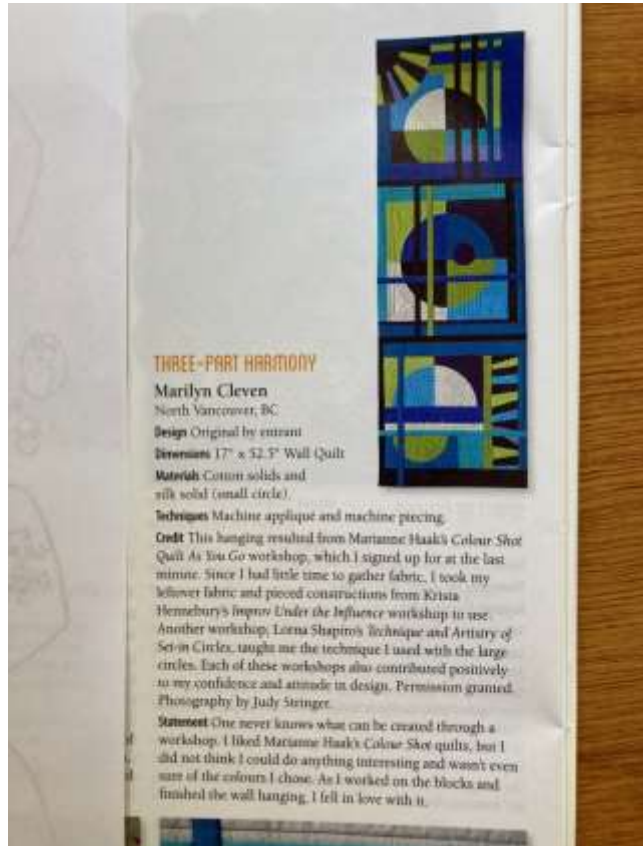 THREE-PART HARMONY
Marilyn Cleven
North Vancouver, BC
Design Original by entrant
Dimensions 17" x 52.5" Wall Quilt
Materials Cotton solids and
silk solid (small circle).
Techniques Machine appliqué and machine piecing.
Credit This hanging resulted from Marianne Haak's Colour Shot
Quilt As You Go workshop, which I signed up for at the last
minute. Since I had little time to gather fabric, I took my
leftover fabric and pieced constructions from Krista
Hennebury's Improv Under the Influence workshop to use.
Another workshop, Lorna Shapiro's Technique and Artistry of
Set-in Circles, taught me the technique I used with the large
circles. Each of these workshops also contributed positively
to my confidence and attitude in design. Permission granted.
Photography by Judy Stringer.
Statement One never knows what can be created through a
workshop. I liked Marianne Haak's Colour Shot quilts, but I
did not think I could do anything interesting and wasn't even
sure of the colours I chose. As I worked on the blocks and
finished the wall hanging, I fell in love with it.